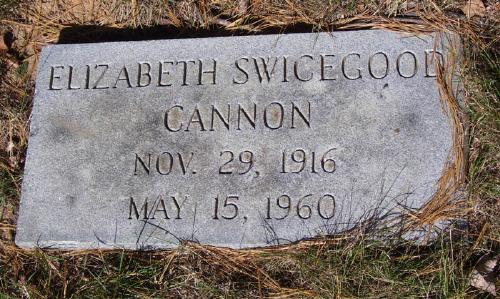 ELIZABETH SWICEGOOD
CANNON
NOV. 29, 1916
MAY 15, 1960